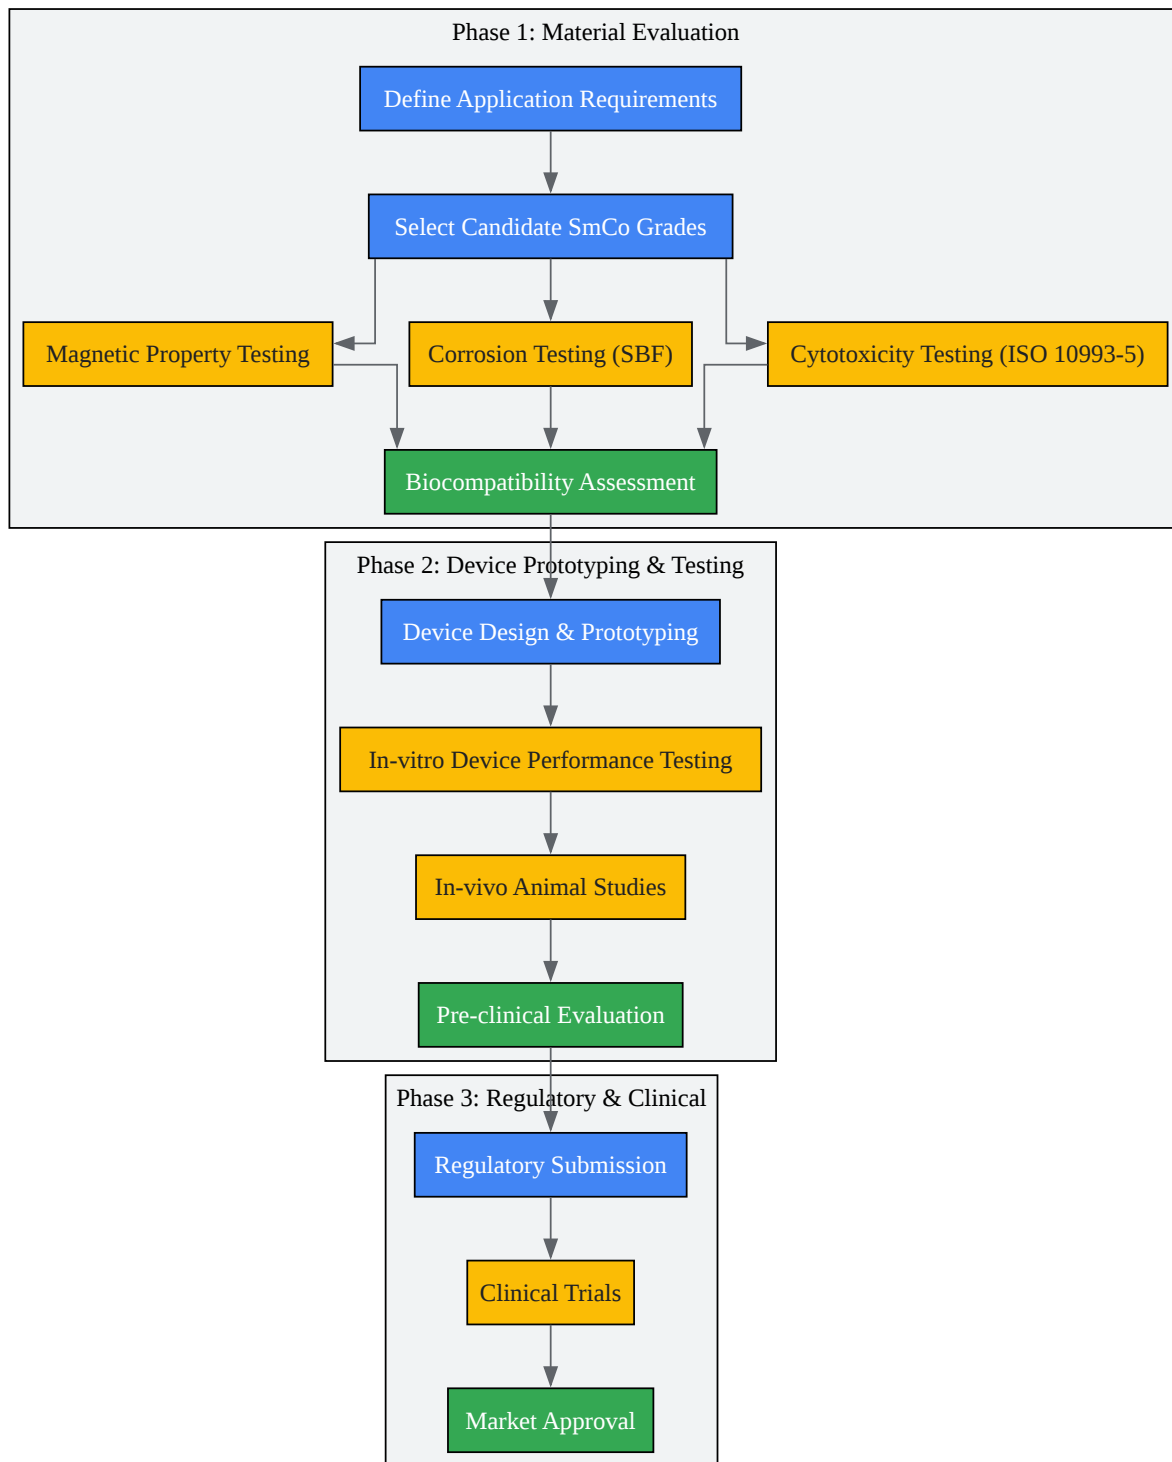 Phase 1: Material Evaluation
Define Application Requirements
Select Candidate SmCo Grades
Magnetic Property Testing
Corrosion Testing (SBF)
Cytotoxicity Testing (ISO 10993-5)
Biocompatibility Assessment
Phase 2: Device Prototyping & Testing
Device Design & Prototyping
In-vitro Device Performance Testing
In-vivo Animal Studies
Pre-clinical Evaluation
Phase 3: Regulatory & Clinical
Regulatory Submission
Clinical Trials
Market Approval